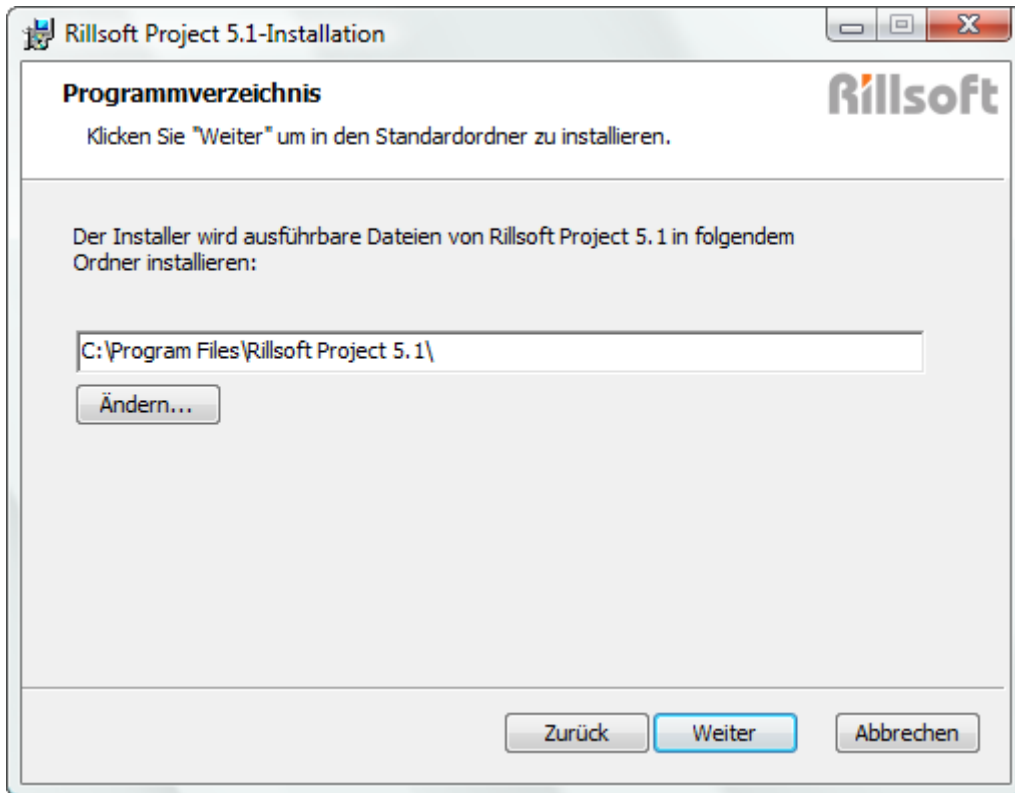 Rillsoft Project 5.1-Installation
Programmverzeichnis
Rillsoft
Klicken Sie "Weiter" um in den Standardordner zu installieren.
Der Installer wird ausführbare Dateien von Rillsoft Project 5.1 in folgendem
Ordner installieren:
C:\Program Files\Rillsoft Project 5.1\
Ändern...
Zurück
Weiter
Abbrechen